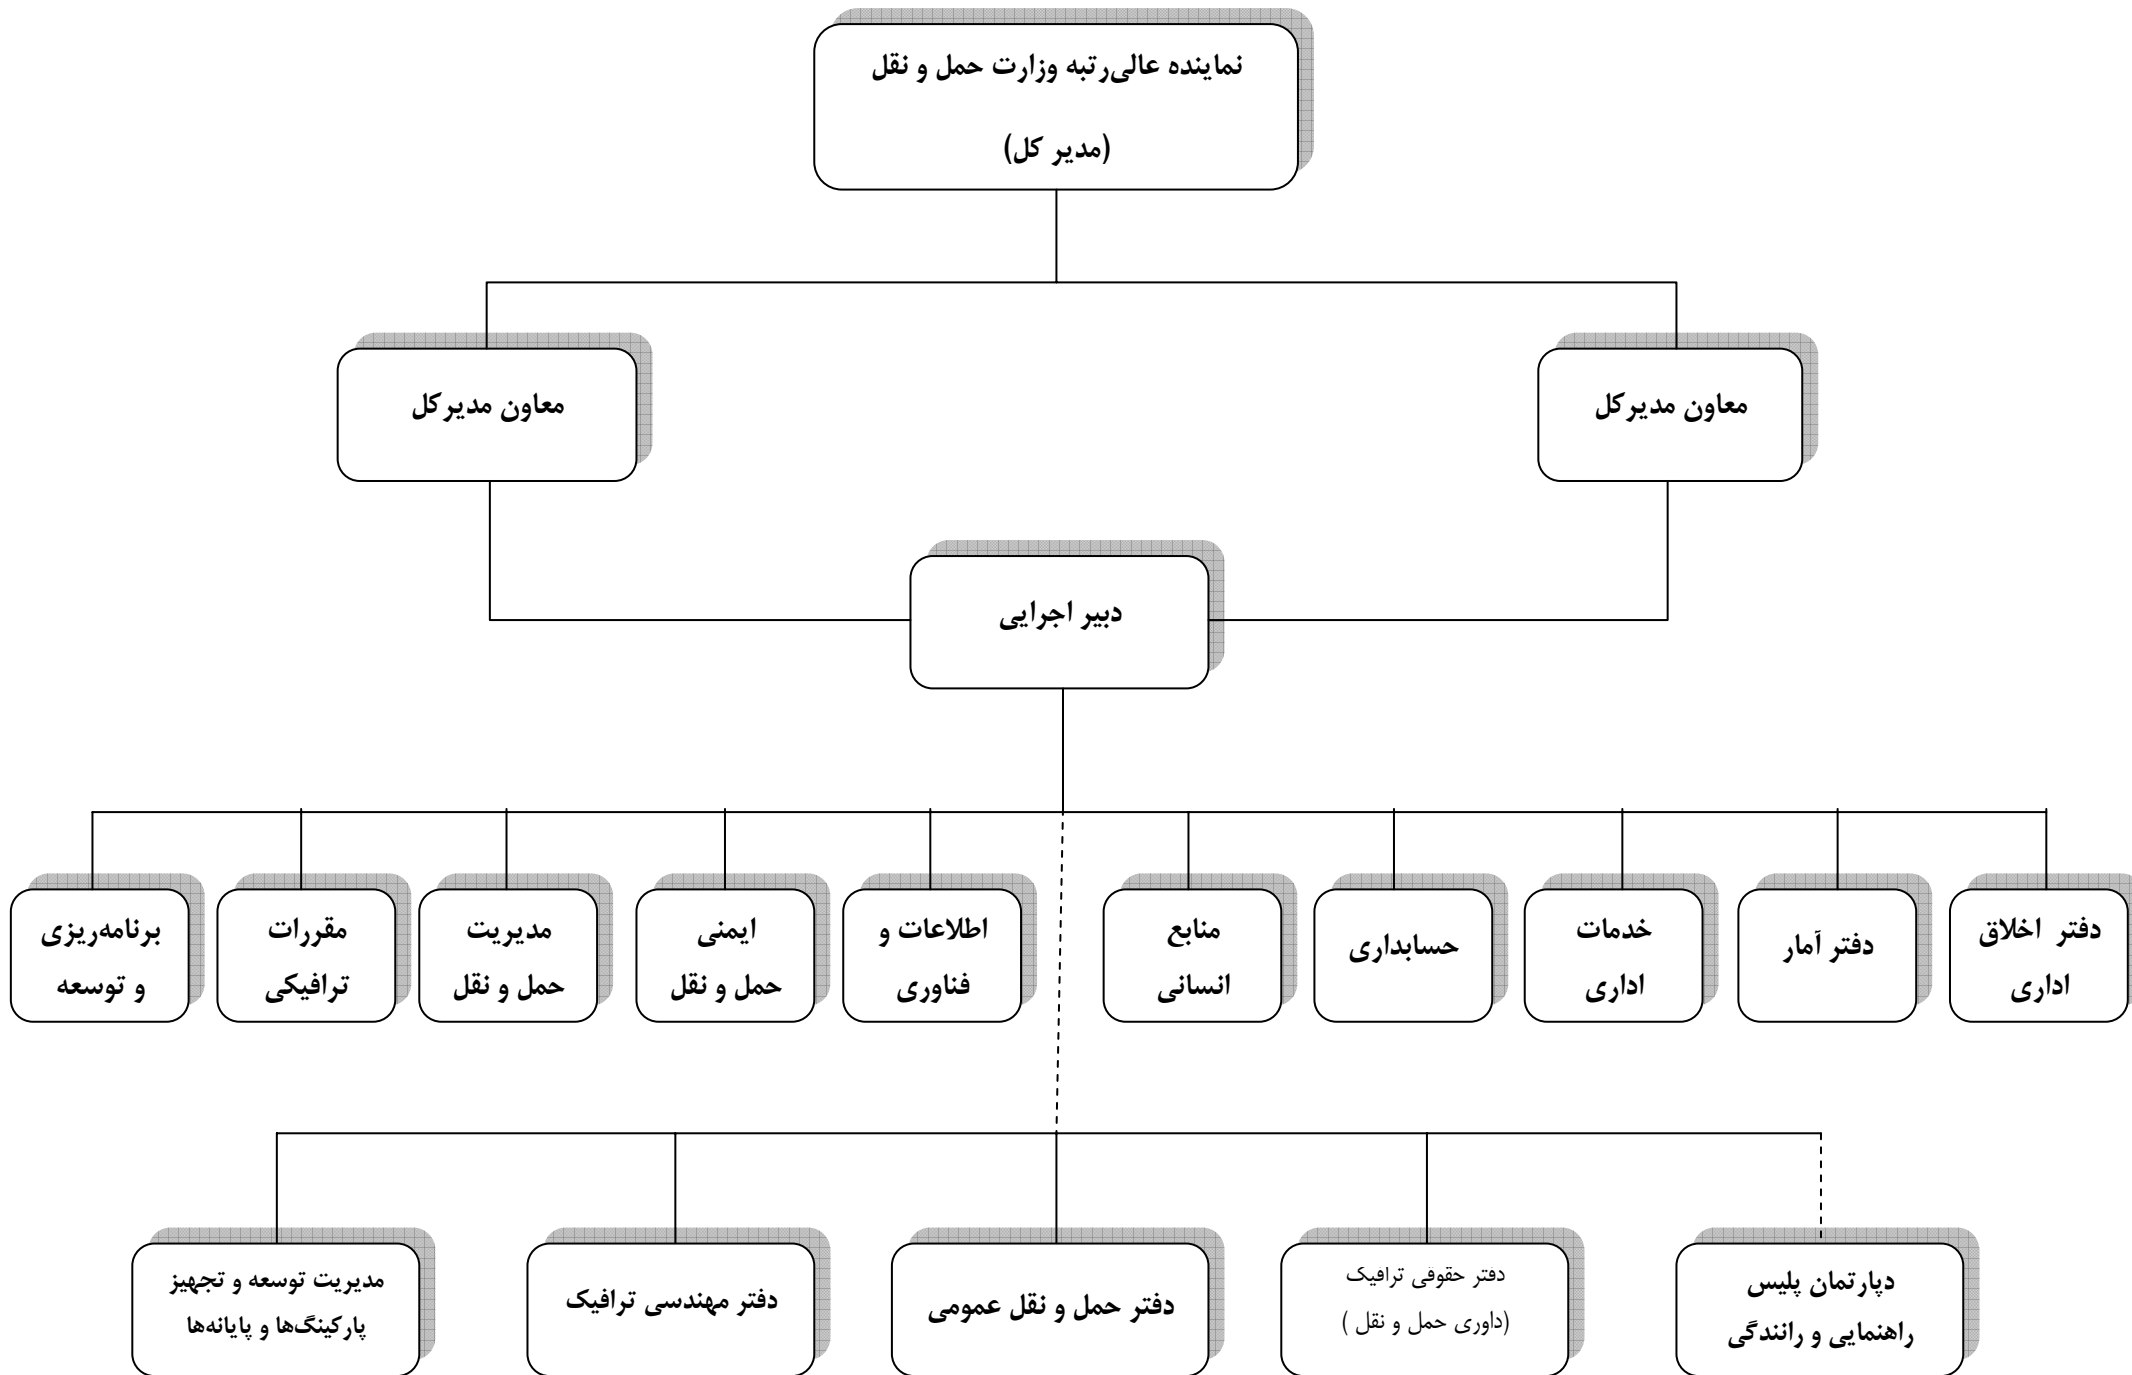 نماینده عالی‌رتبه وزارت حمل و نقل
(مدیر کل)
معاون مدیرکل
معاون مدیرکل
دبیر اجرایی
دفتر اخلاق
اداری
دفتر آمار
خدمات
اداری
حسابداری
منابع
انسانی
اطلاعات و
فناوری
ایمنی
حمل و نقل
مدیریت
حمل و نقل
مقررات
ترافیکی
برنامه‌ریزی
و توسعه
دپارتمان پلیس
راهنمایی و رانندگی
دفتر حقوقی ترافیک
(داوری حمل و نقل )
دفتر حمل و نقل عمومی
دفتر مهندسی ترافیک
مدیریت توسعه و تجهیز
پارکینگ‌ها و پایانه‌ها